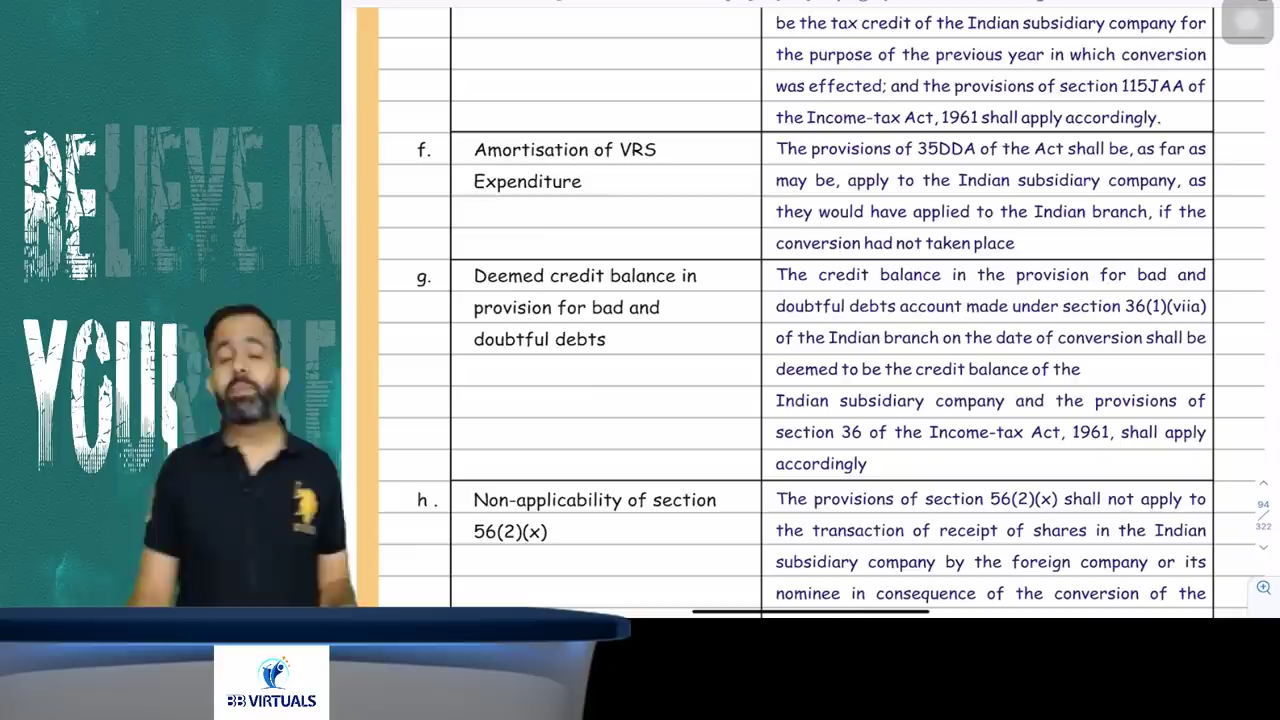 BELIEVE IN
YOURSELF
be the tax credit of the Indian subsidiary company for
the purpose of the previous year in which conversion
was effected; and the provisions of section 115JAA of
the Income-tax Act, 1961 shall apply accordingly.
f. Amortisation of VRS
Expenditure
The provisions of 35DDA of the Act shall be, as far as
may be, apply to the Indian subsidiary company, as
they would have applied to the Indian branch, if the
conversion had not taken place
g. Deemed credit balance in
provision for bad and
doubtful debts
The credit balance in the provision for bad and
doubtful debts account made under section 36(1)(viia)
of the Indian branch on the date of conversion shall be
deemed to be the credit balance of the
Indian subsidiary company and the provisions of
section 36 of the Income-tax Act, 1961, shall apply
accordingly
h . Non-applicability of section
56(2)(x)
The provisions of section 56(2)(x) shall not apply to
the transaction of receipt of shares in the Indian
subsidiary company by the foreign company or its
nominee in consequence of the conversion of the
94
322
BB VIRTUALS